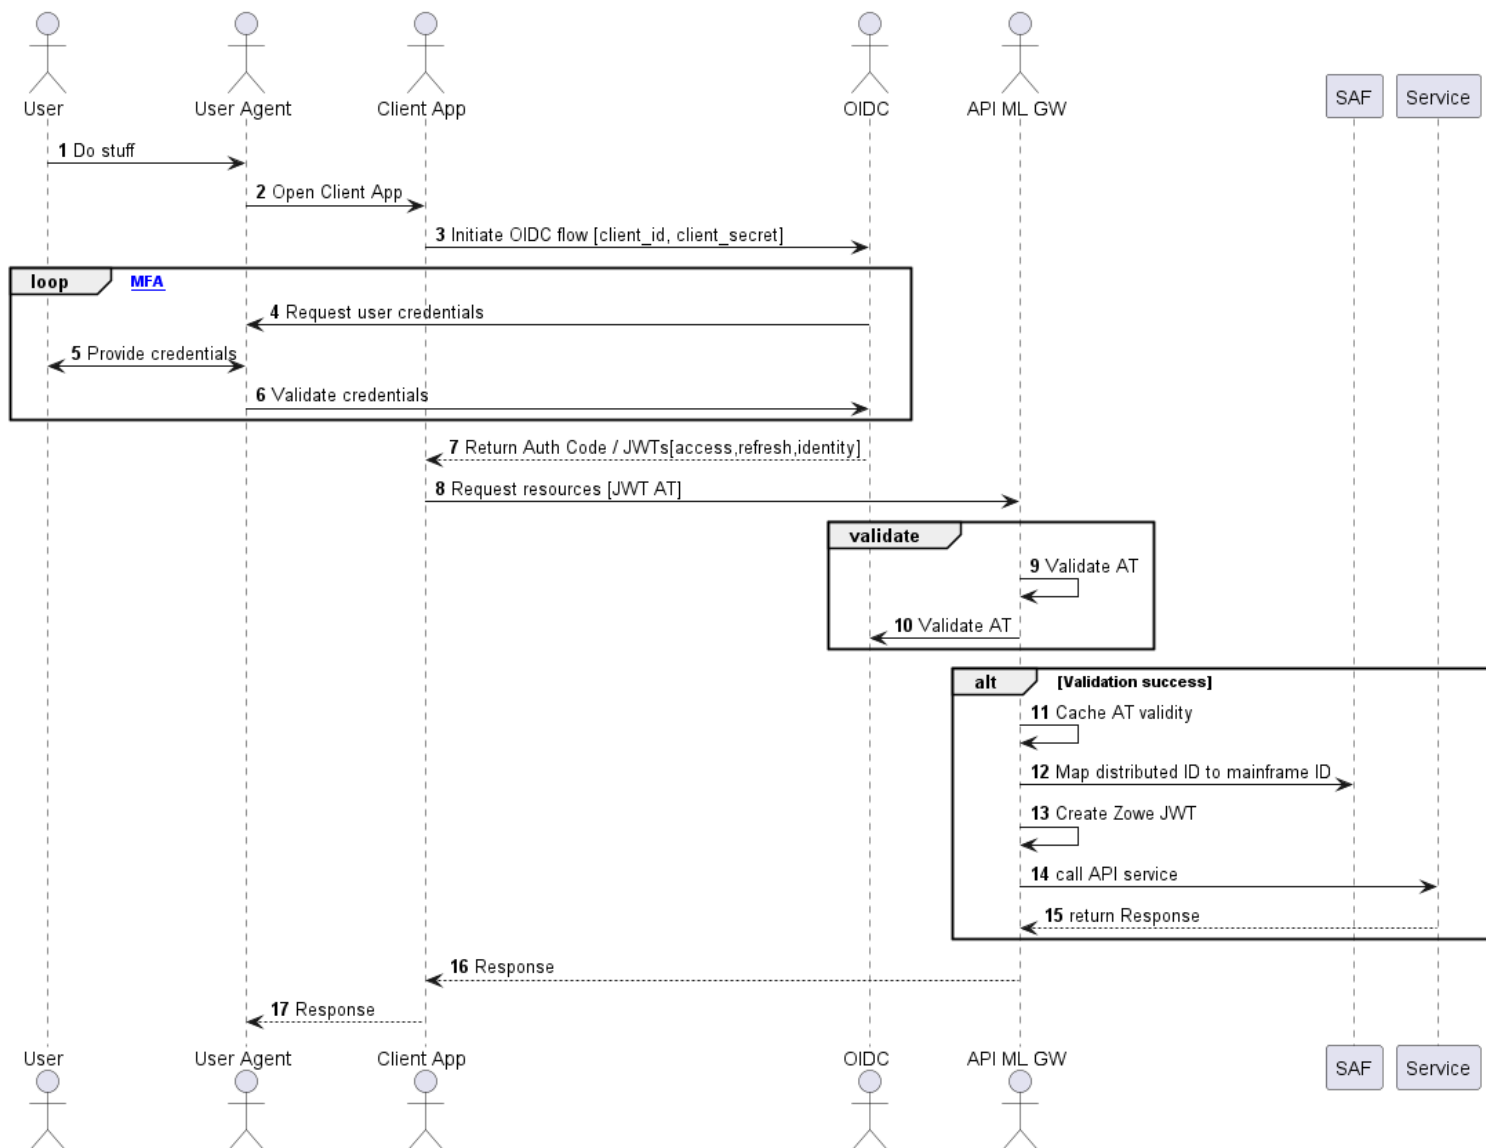 User User Agent Client App OIDC API ML GW SAF Service
1 Do stuff
2 Open Client App
3 Initiate OIDC flow [client_id, client_secret]
loop MFA
4 Request user credentials
5 Provide credentials
6 Validate credentials
7 Return Auth Code / JWTs[access,refresh,identity]
8 Request resources [JWT AT]
validate
9 Validate AT
10 Validate AT
alt [Validation success]
11 Cache AT validity
12 Map distributed ID to mainframe ID
13 Create Zowe JWT
14 call API service
15 return Response
16 Response
17 Response
User User Agent Client App OIDC API ML GW SAF Service